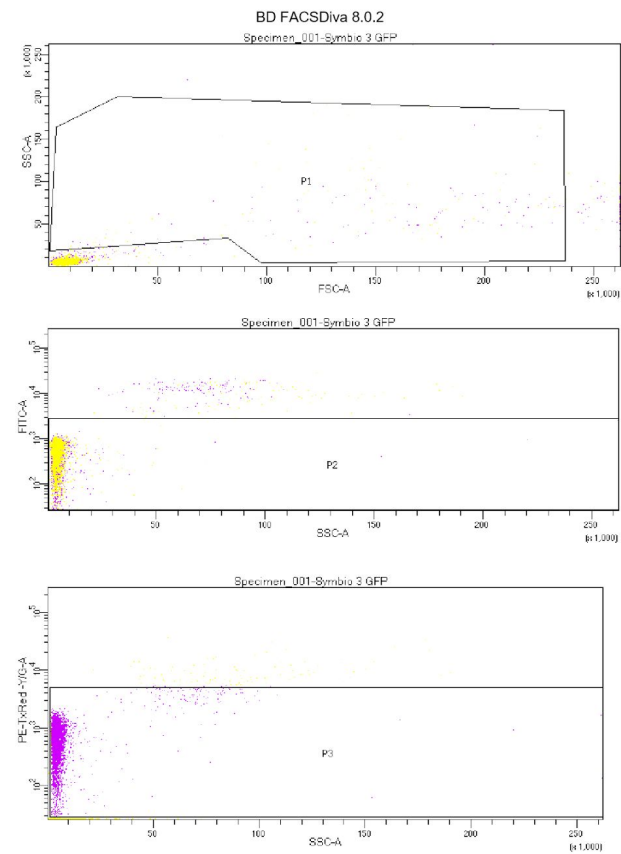 BD FACSDiva 8.0.2
Specimen_001-Symbio 3 GFP
(x 1,000)
250
200
150
100
50
SSC-A
P1
50 100 150 200 250
FSC-A
(x 1,000)
Specimen_001-Symbio 3 GFP
10^5
10^4
10^3
10^2
FITC-A
P2
50 100 150 200 250
SSC-A
(x 1,000)
Specimen_001-Symbio 3 GFP
10^5
10^4
10^3
10^2
PE-TxRed-Y/G-A
P3
50 100 150 200 250
SSC-A
(x 1,000)